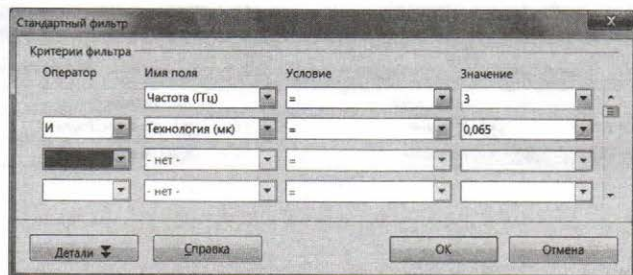 Стандартный фильтр
Критерии фильтра
Оператор Имя поля Условие Значение
Частота (ГГц) = 3
И Технология (мк) = 0,065
- нет - =
- нет - =
Детали Справка OK Отмена